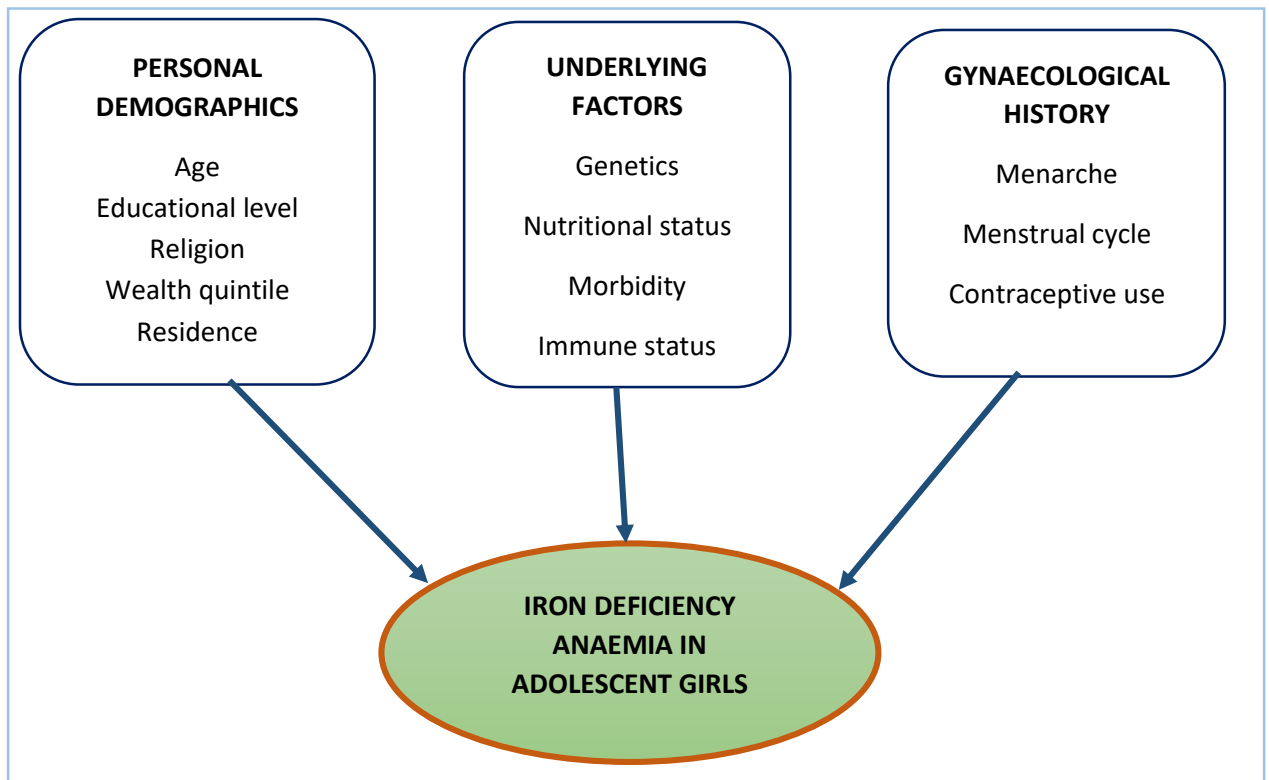 PERSONAL
DEMOGRAPHICS
Age
Educational level
Religion
Wealth quintile
Residence
UNDERLYING
FACTORS
Genetics
Nutritional status
Morbidity
Immune status
GYNAECOLOGICAL
HISTORY
Menarche
Menstrual cycle
Contraceptive use
IRON DEFICIENCY
ANAEMIA IN
ADOLESCENT GIRLS